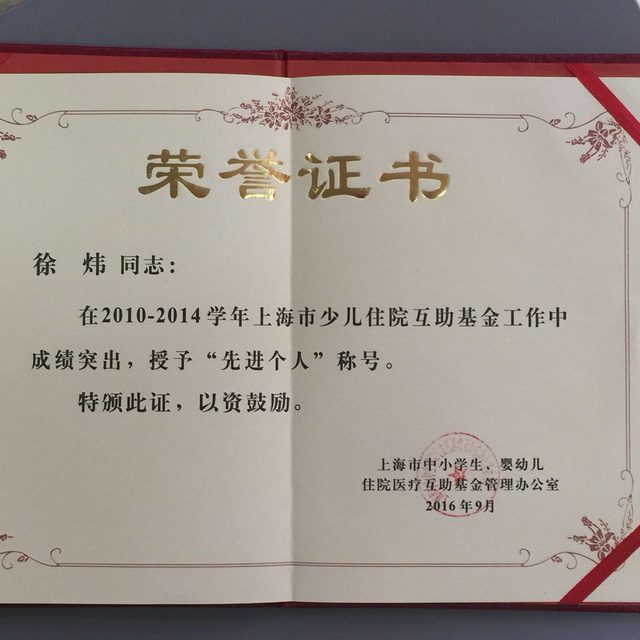 荣誉证书
徐 炜 同志：
在2010-2014学年上海市少儿住院互助基金工作中
成绩突出，授予“先进个人”称号。
特颁此证，以资鼓励。
上海市中小学生、婴幼儿
住院医疗互助基金管理办公室
2016年9月